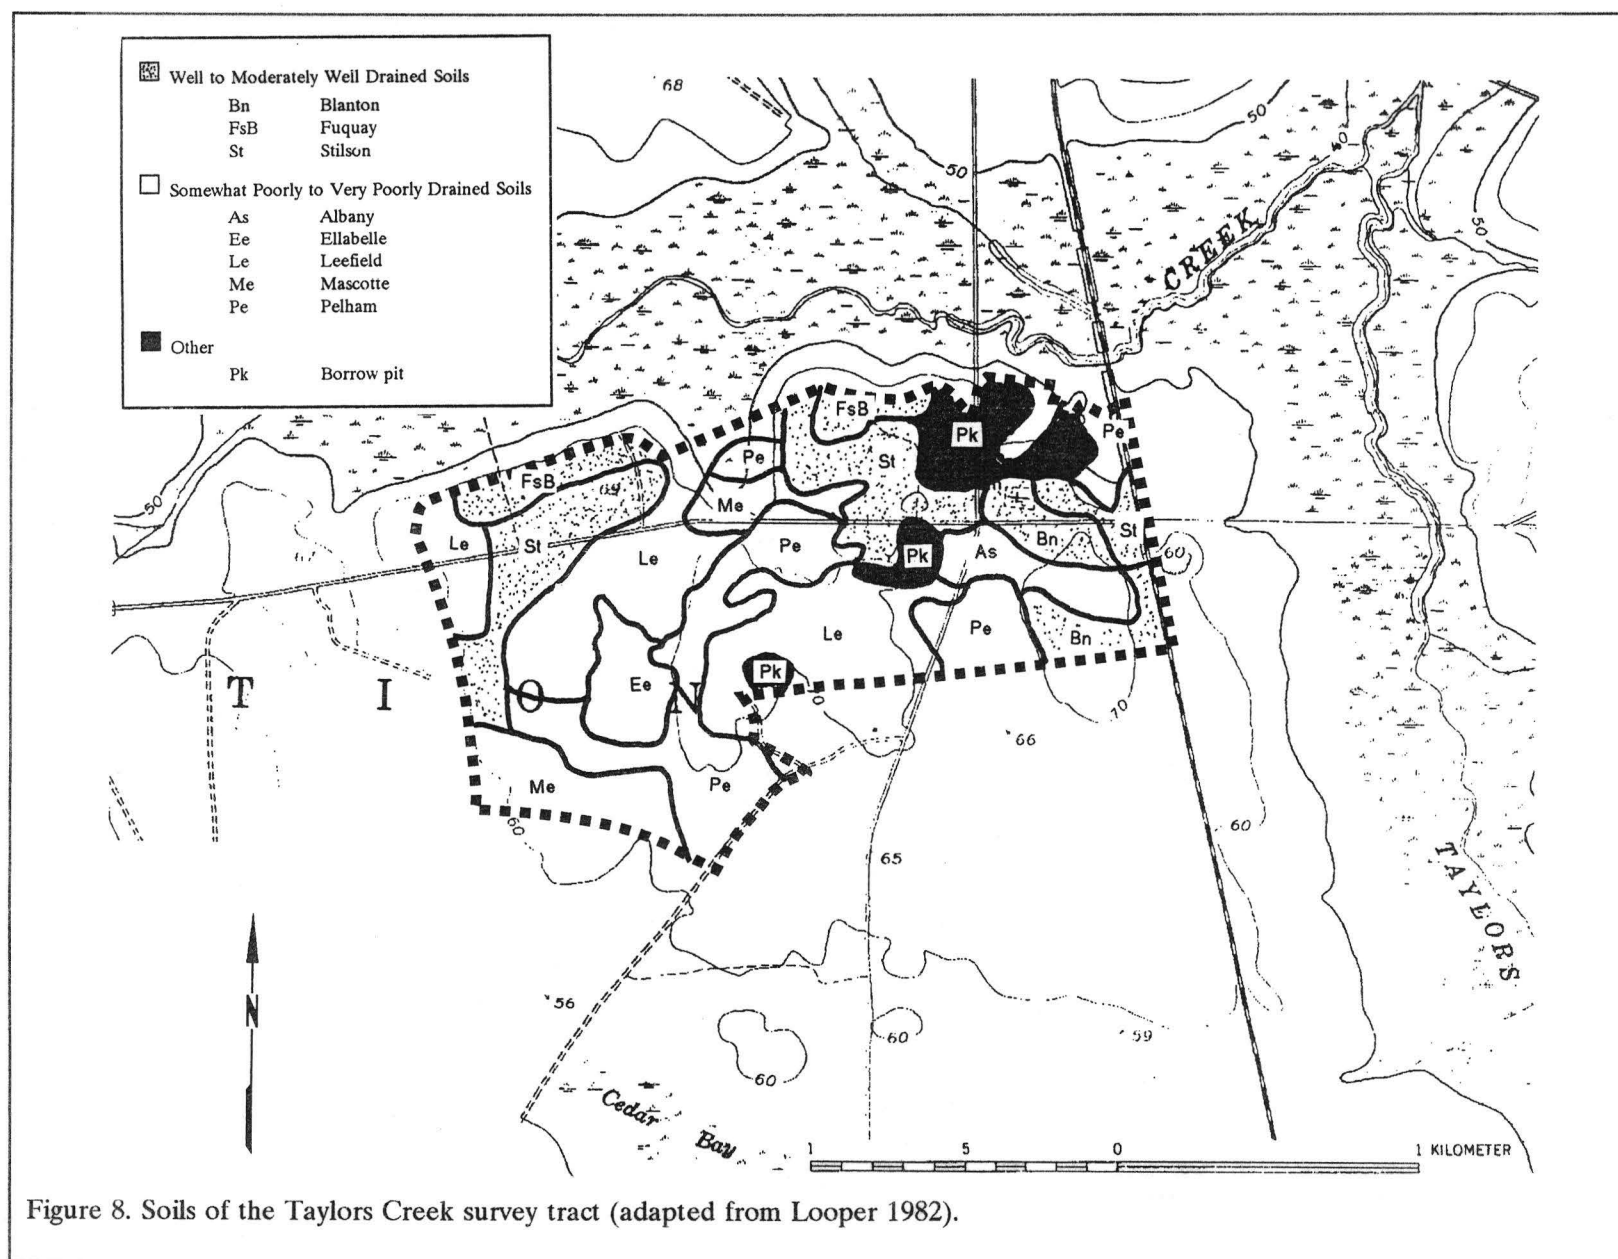 Well to Moderately Well Drained Soils
Bn Blanton
FsB Fuquay
St Stilson
Somewhat Poorly to Very Poorly Drained Soils
As Albany
Ee Ellabelle
Le Leefield
Me Mascotte
Pe Pelham
Other
Pk Borrow pit
68
50
50
40
50
CREEK
FsB
Pk
Pe
Pe
St
FsB
69
Me
50
Le
St
Le
Pe
Pk
As
Bn
St
60
Le
Pe
Bn
Pk
Ee
T I O N
70
70
66
Me
Pe
60
60
65
TAYLORS
N
56
60
59
60
Cedar
Bay
1 5 0 1 KILOMETER
Figure 8. Soils of the Taylors Creek survey tract (adapted from Looper 1982).